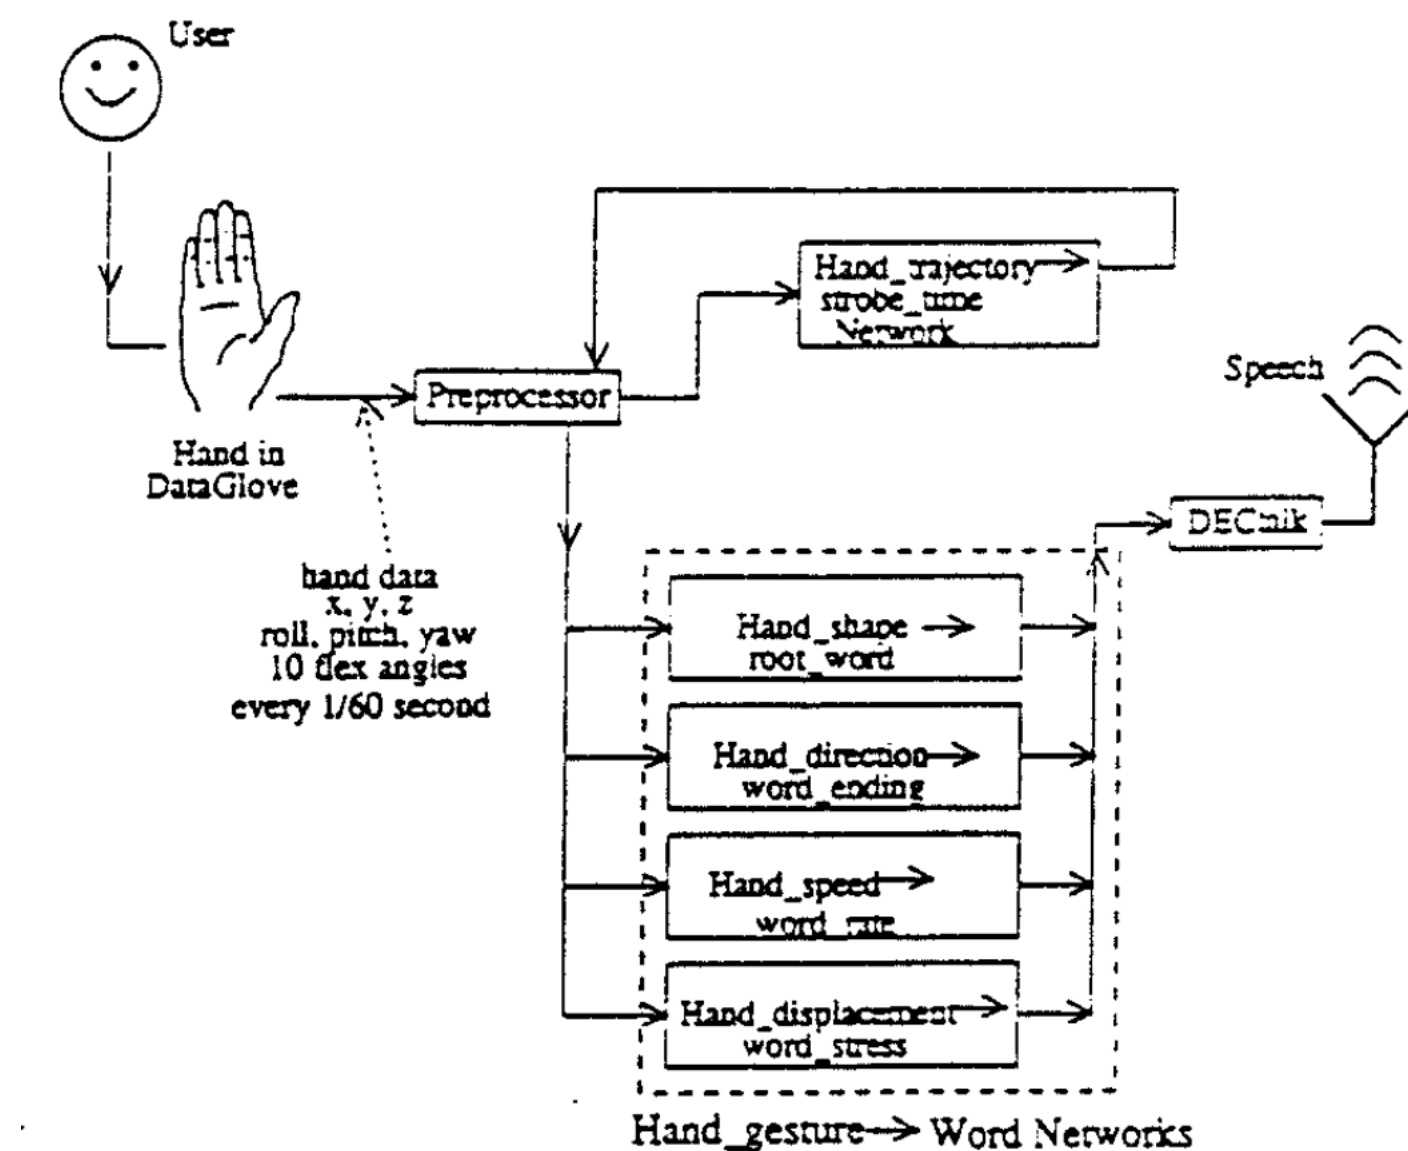 User
Hand_trajectory→
strobe_time
Network
Speech
Preprocessor
Hand in
DataGlove
DECtalk
hand data
x, y, z
roll, pitch, yaw
10 flex angles
every 1/60 second
Hand_shape →
root_word
Hand_direction→
word_ending
Hand_speed→
word_rate
Hand_displacement→
word_stress
Hand_gesture→ Word Networks